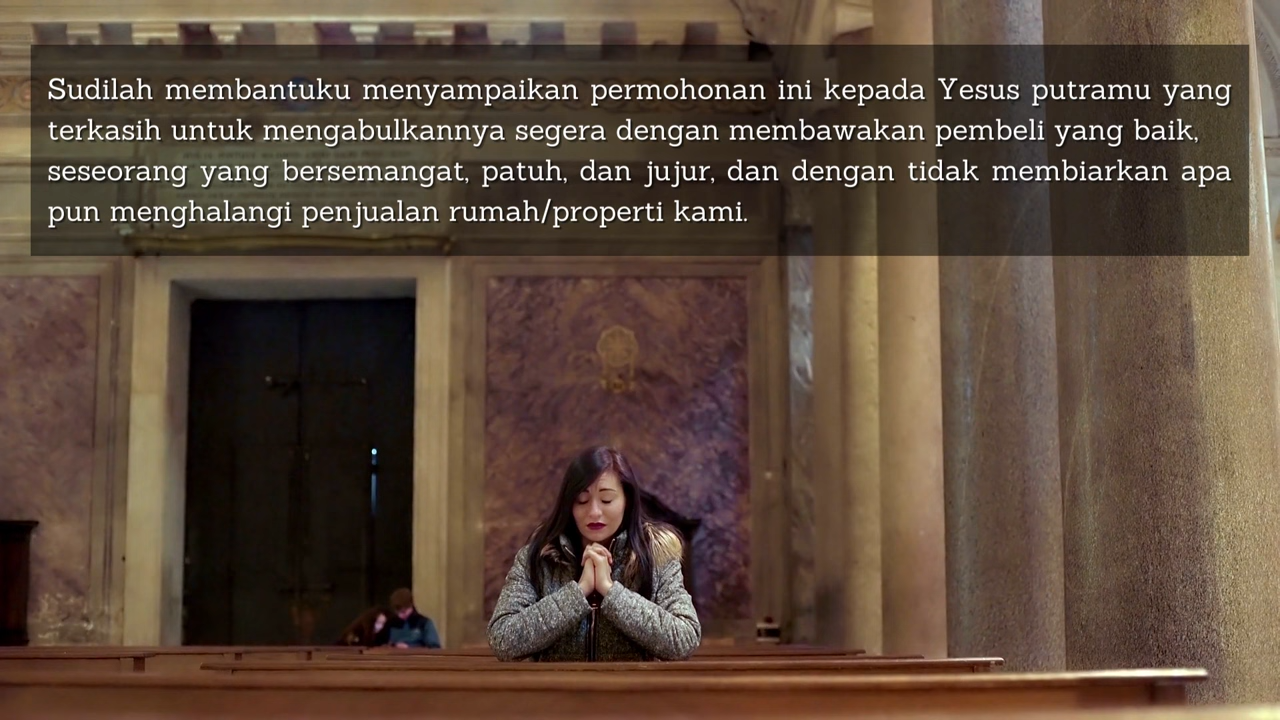 Sudilah membantuku menyampaikan permohonan ini kepada Yesus putramu yang
terkasih untuk mengabulkannya segera dengan membawakan pembeli yang baik,
seseorang yang bersemangat, patuh, dan jujur, dan dengan tidak membiarkan apa
pun menghalangi penjualan rumah/properti kami.